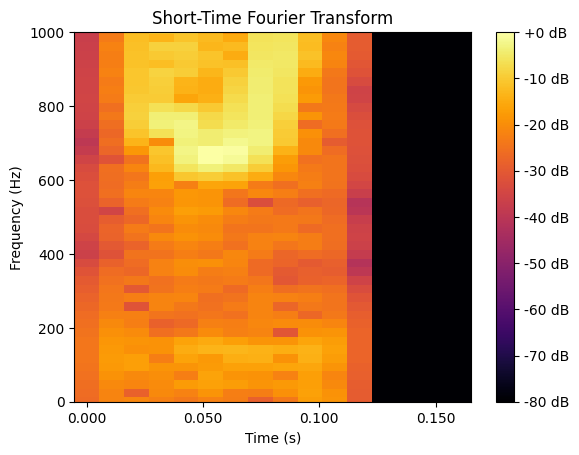 Short-Time Fourier Transform
Frequency (Hz)
1000
800
600
400
200
0
0.000
0.050
0.100
0.150
Time (s)
+0 dB
-10 dB
-20 dB
-30 dB
-40 dB
-50 dB
-60 dB
-70 dB
-80 dB